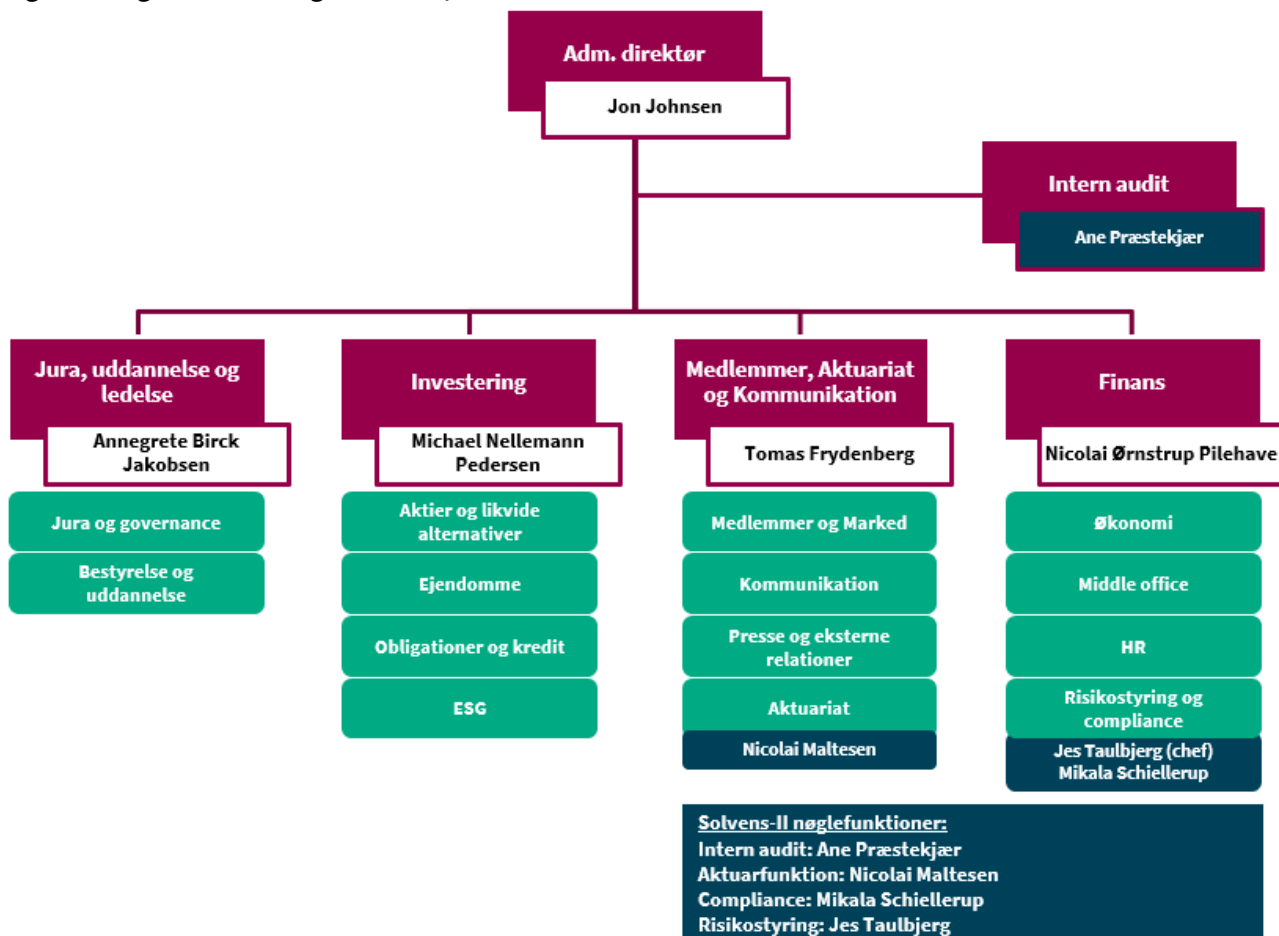 Adm. direktør
Jon Johnsen
Intern audit
Ane Præstekjær
Jura, uddannelse og
ledelse
Annegrete Birck
Jakobsen
Jura og governance
Bestyrelse og
uddannelse
Investering
Michael Nellemann
Pedersen
Aktier og likvide
alternativer
Ejendomme
Obligationer og kredit
ESG
Medlemmer, Aktuariat
og Kommunikation
Tomas Frydenberg
Medlemmer og Marked
Kommunikation
Presse og eksterne
relationer
Aktuariat
Nicolai Maltesen
Finans
Nicolai Ørnstrup Pilehave
Økonomi
Middle office
HR
Risikostyring og
compliance
Jes Taulbjerg (chef)
Mikala Schiellerup
Solvens-II nøglefunktioner:
Intern audit: Ane Præstekjær
Aktuarfunktion: Nicolai Maltesen
Compliance: Mikala Schiellerup
Risikostyring: Jes Taulbjerg